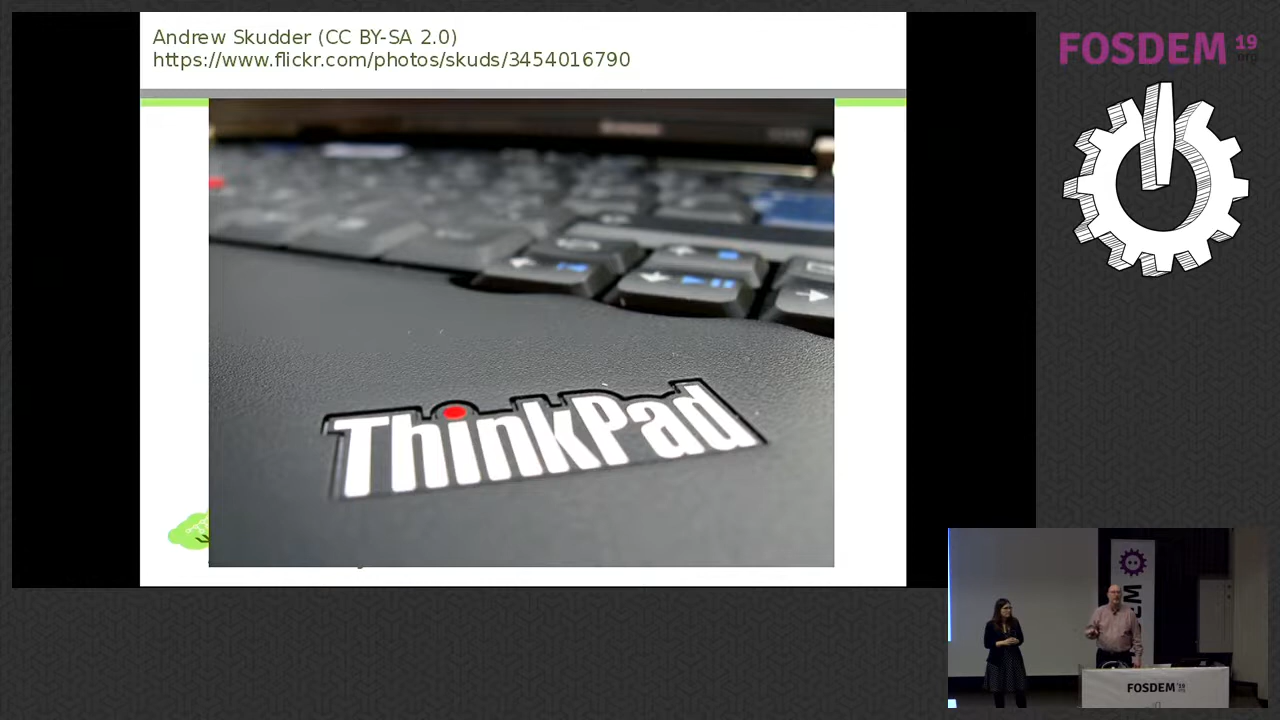 Andrew Skudder (CC BY-SA 2.0)
https://www.flickr.com/photos/skuds/3454016790
ThinkPad
FOSDEM 19
.org
FOSDEM '19